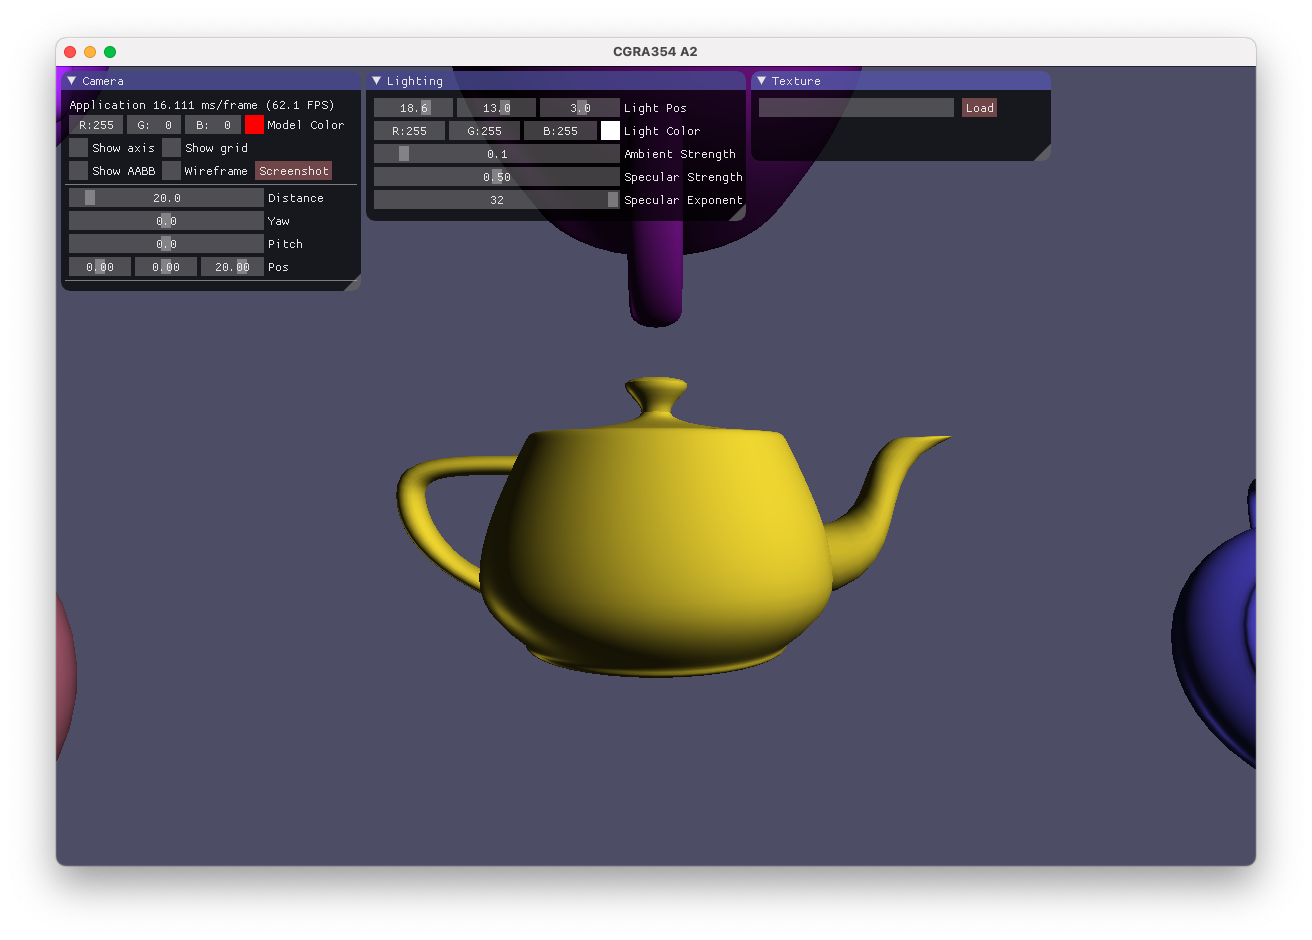 CGRA354 A2
Camera
Application 16.111 ms/frame (62.1 FPS)
R:255 G: 0 B: 0 Model Color
Show axis Show grid
Show AABB Wireframe Screenshot
20.0 Distance
0.0 Yaw
0.0 Pitch
0.00 0.00 20.00 Pos
Lighting
18.6 13.0 3.0 Light Pos
R:255 G:255 B:255 Light Color
0.1 Ambient Strength
0.50 Specular Strength
32 Specular Exponent
Texture
Load